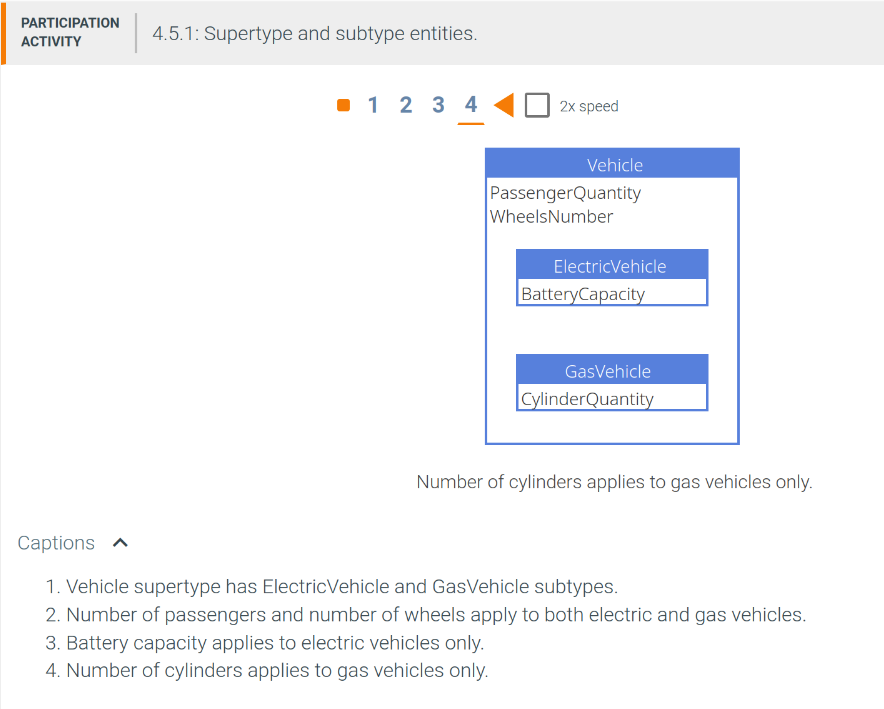 PARTICIPATION
ACTIVITY
4.5.1: Supertype and subtype entities.
1 2 3 4 2x speed
Vehicle
PassengerQuantity
WheelsNumber
ElectricVehicle
BatteryCapacity
GasVehicle
CylinderQuantity
Number of cylinders applies to gas vehicles only.
Captions
1. Vehicle supertype has ElectricVehicle and GasVehicle subtypes.
2. Number of passengers and number of wheels apply to both electric and gas vehicles.
3. Battery capacity applies to electric vehicles only.
4. Number of cylinders applies to gas vehicles only.